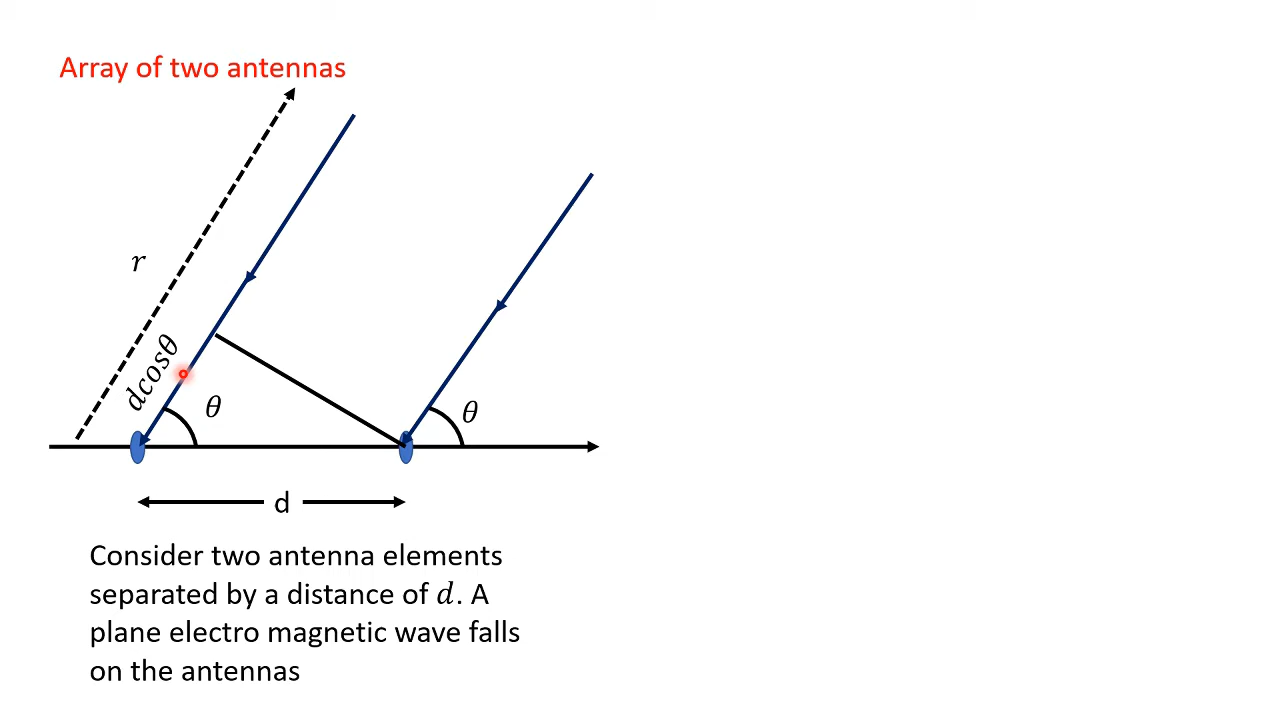 Array of two antennas
r
dcosθ
θ
θ
d
Consider two antenna elements
separated by a distance of d. A
plane electro magnetic wave falls
on the antennas